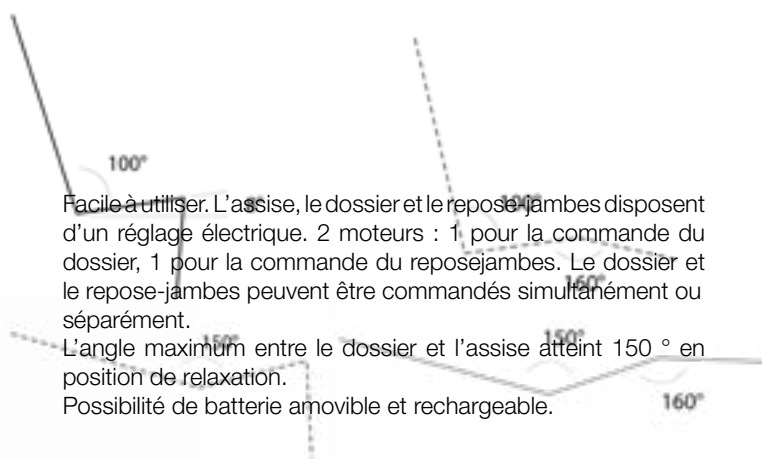 100°
Facile à utiliser. L'assise, le dossier et le repose-jambes disposent
d'un réglage électrique. 2 moteurs : 1 pour la commande du
dossier, 1 pour la commande du reposejambes. Le dossier et
le repose-jambes peuvent être commandés simultanément ou
séparément.
L'angle maximum entre le dossier et l'assise atteint 150 ° en
position de relaxation.
Possibilité de batterie amovible et rechargeable.
100°
160°
150°
150°
160°